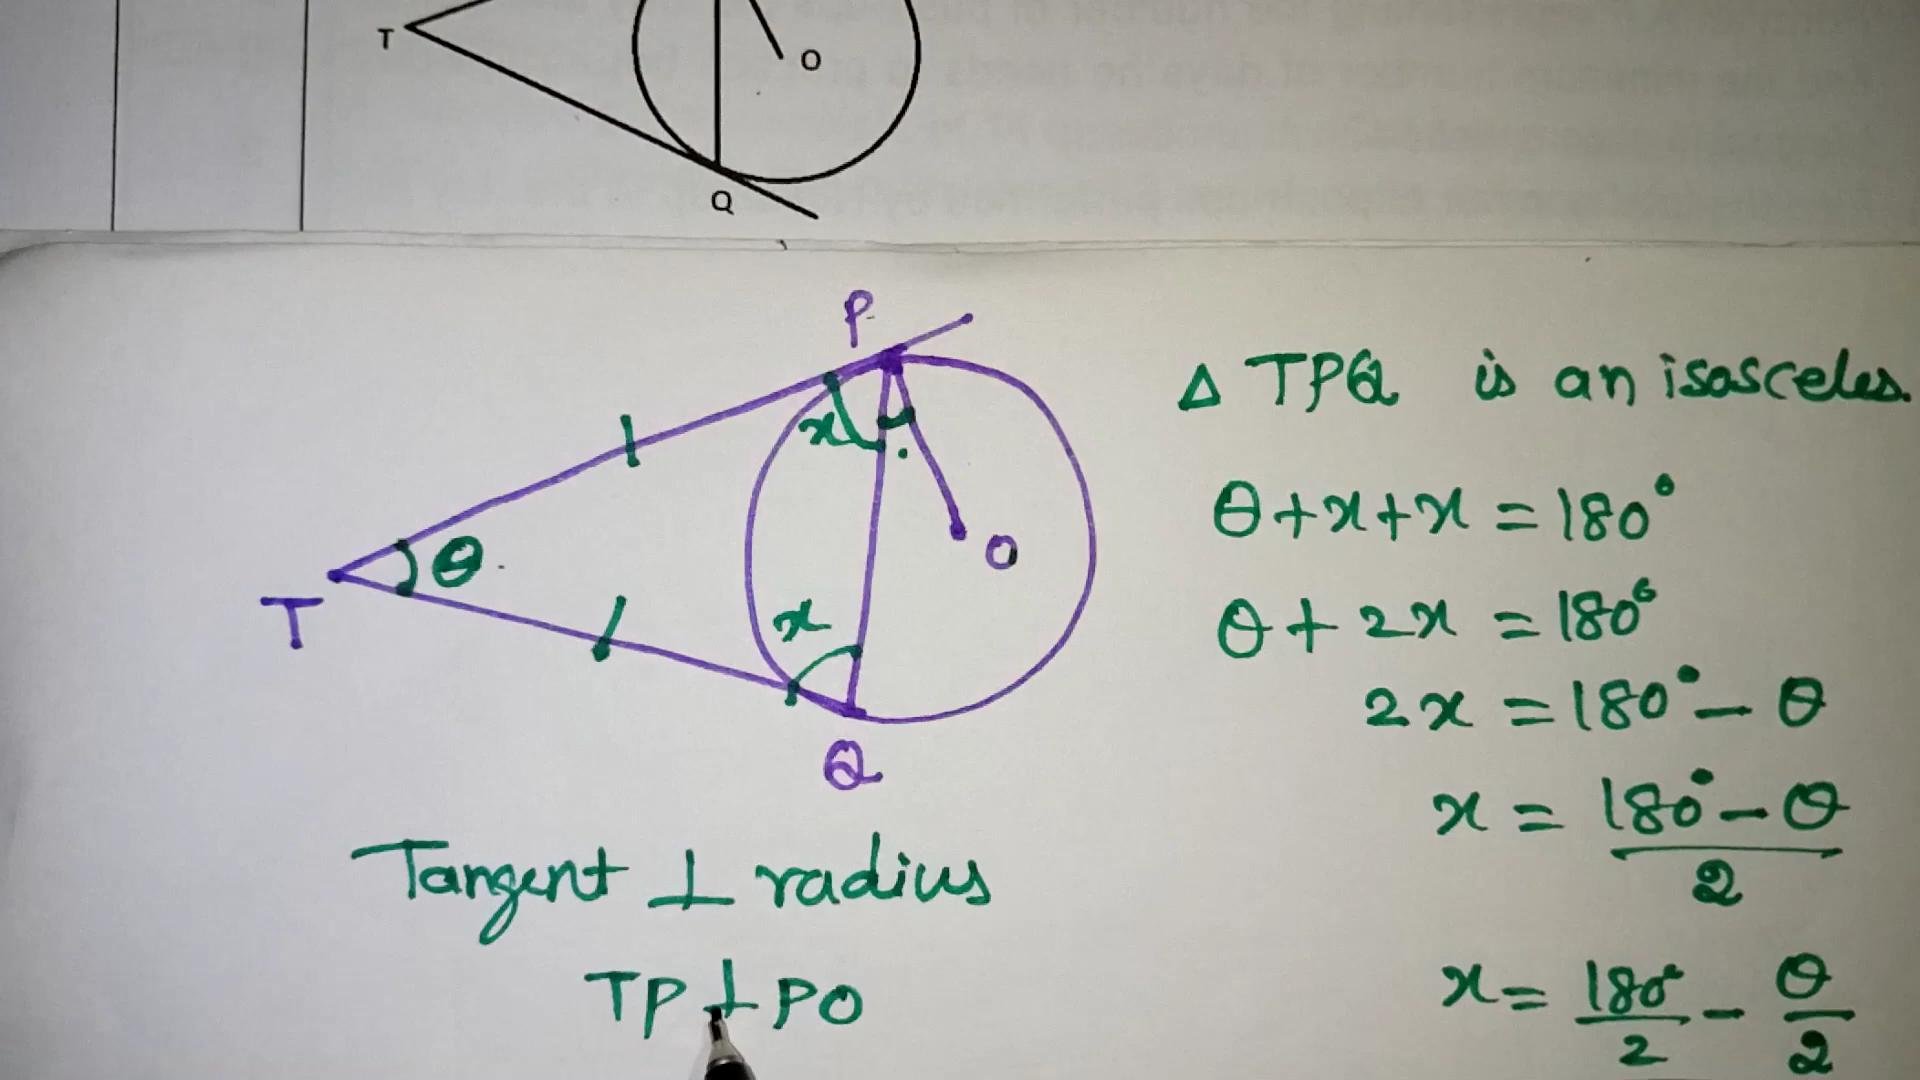 T
O
Q
P
x
θ
T
O
x
Q
Tangent ⊥ radius
TP ⊥ PO
Δ TPQ is an isosceles.
θ + x + x = 180°
θ + 2x = 180°
2x = 180° - θ
x = 180° - θ / 2
x = 180° / 2 - θ / 2